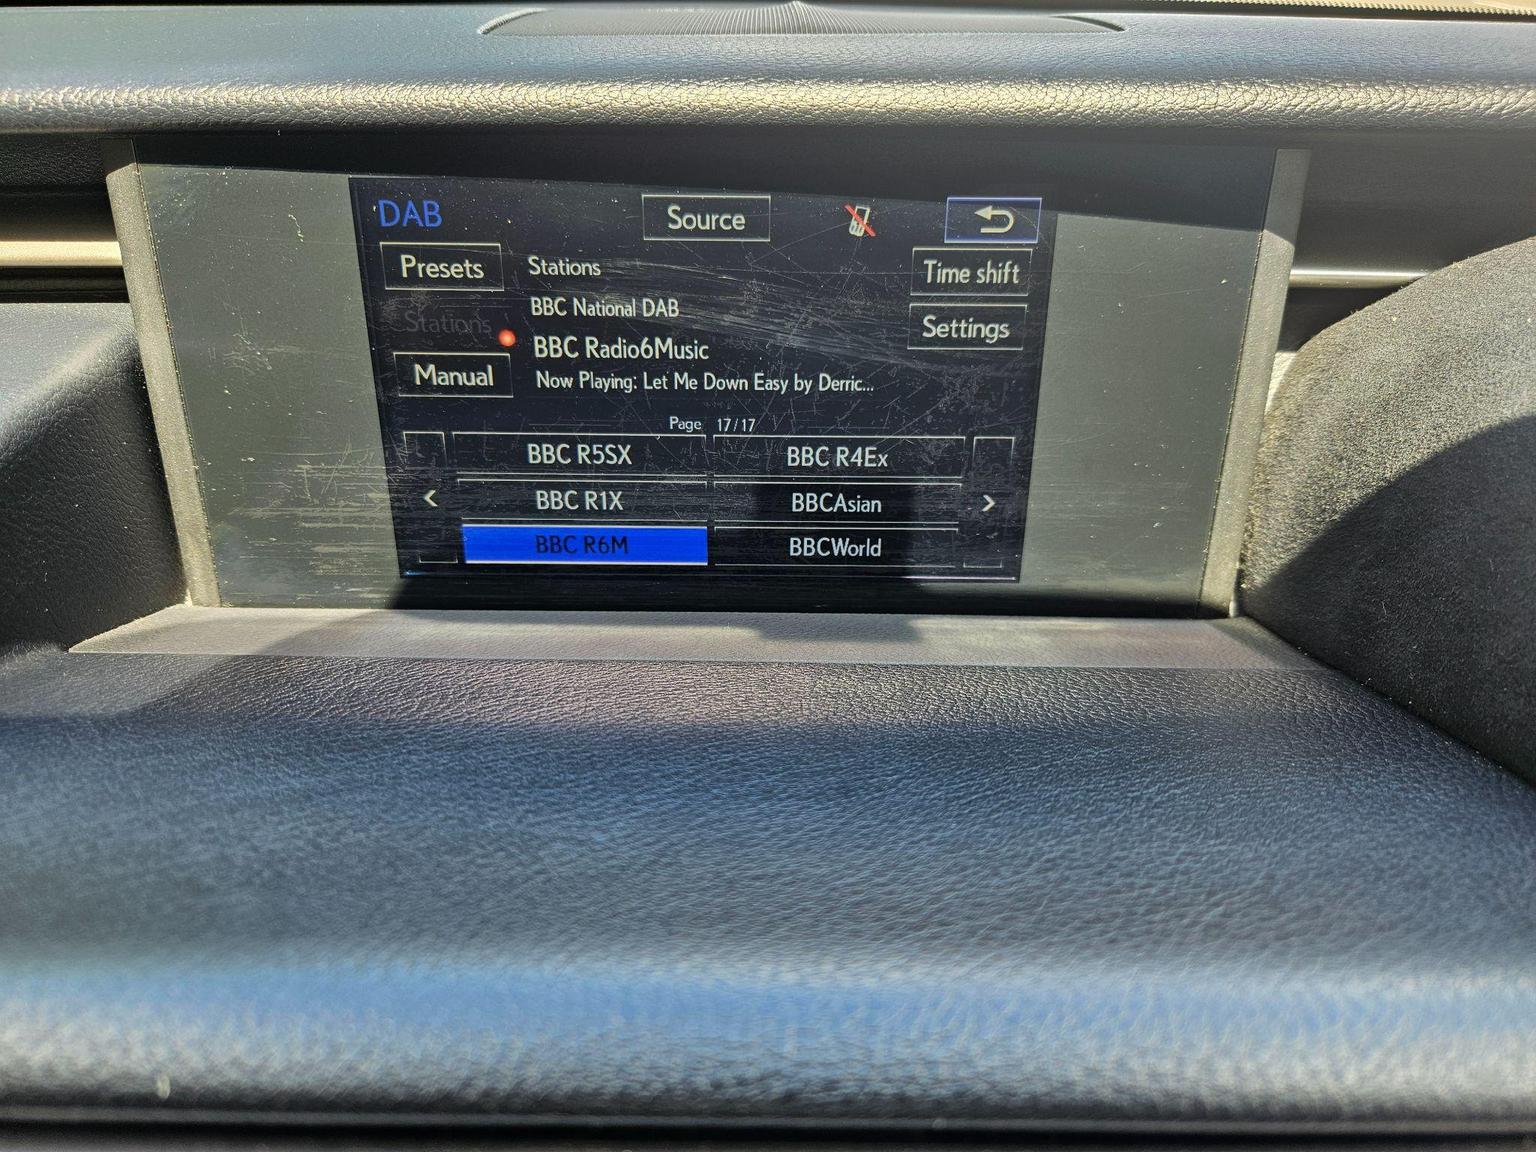 DAB
Source
Presets
Stations
Time shift
BBC National DAB
Stations
Settings
BBC Radio6Music
Manual
Now Playing: Let Me Down Easy by Derric...
Page 17/17
BBC R5SX
BBC R4Ex
<
BBC R1X
BBCAsian
>
BBC R6M
BBCWorld